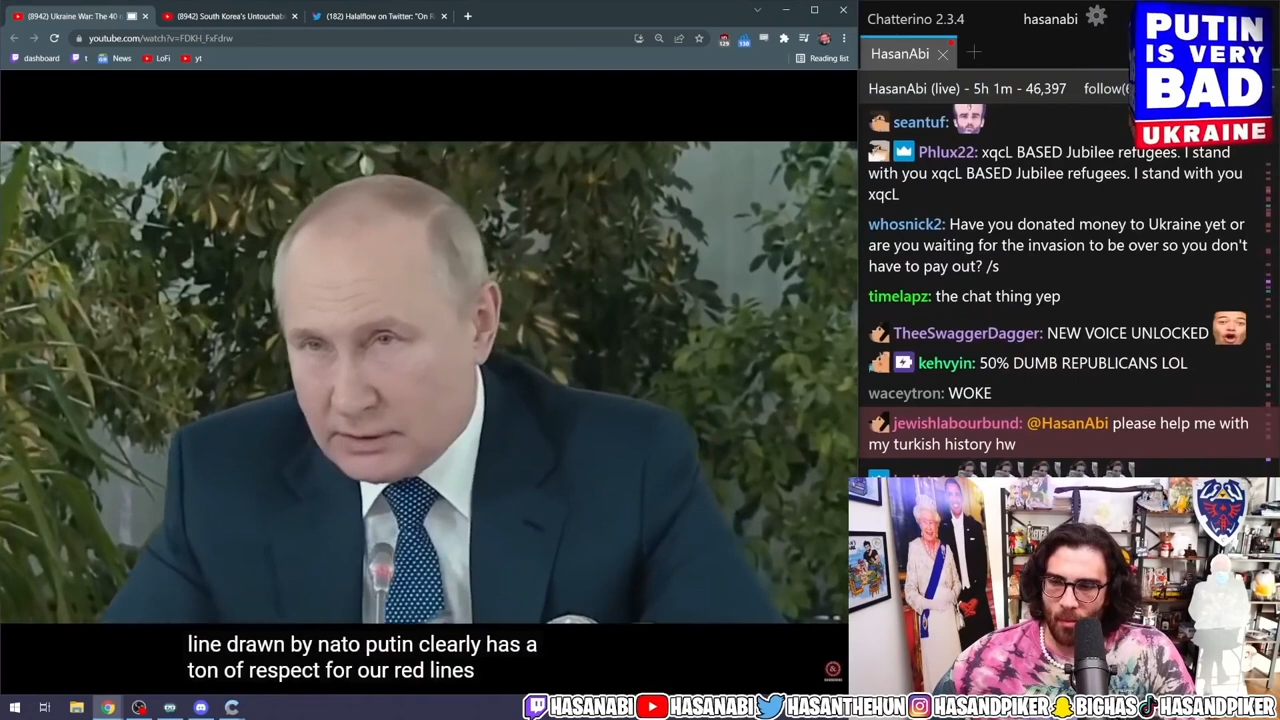 (8942) Ukraine War: The 40
(8942) South Korea's Untouchab
(182) Halalflow on Twitter: "On
youtube.com/watch?v=FDKH_FxFdrw
dashboard
t
News
LoFi
yt
Reading list
129
138
line drawn by nato putin clearly has a
ton of respect for our red lines
Chatterino 2.3.4
hasanabi
HasanAbi
HasanAbi (live) - 5h 1m - 46,397
PUTIN
IS VERY
BAD
UKRAINE
seantuf:
Phlux22: xqcL BASED Jubilee refugees. I stand
with you xqcL BASED Jubilee refugees. I stand with you
xqcL
whosnick2: Have you donated money to Ukraine yet or
are you waiting for the invasion to be over so you don't
have to pay out? /s
timelapz: the chat thing yep
TheeSwaggerDagger: NEW VOICE UNLOCKED
kehvyin: 50% DUMB REPUBLICANS LOL
waceytron: WOKE
jewishlabourbund: @HasanAbi please help me with
my turkish history hw
HASANABI HASANABI HASANTHEHUN HASANDPIKER BIGHAS HASANDPIKER